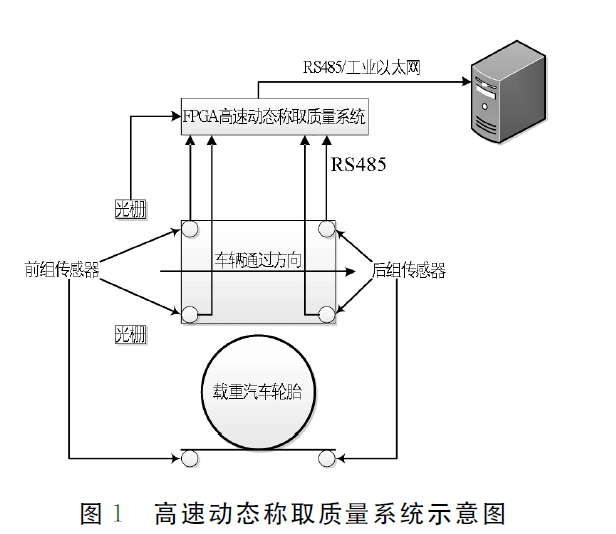 RS485/工业以太网
FPGA高速动态称取质量系统
RS485
光栅
车辆通过方向
前组传感器
后组传感器
光栅
载重汽车轮胎
图 1 高速动态称取质量系统示意图